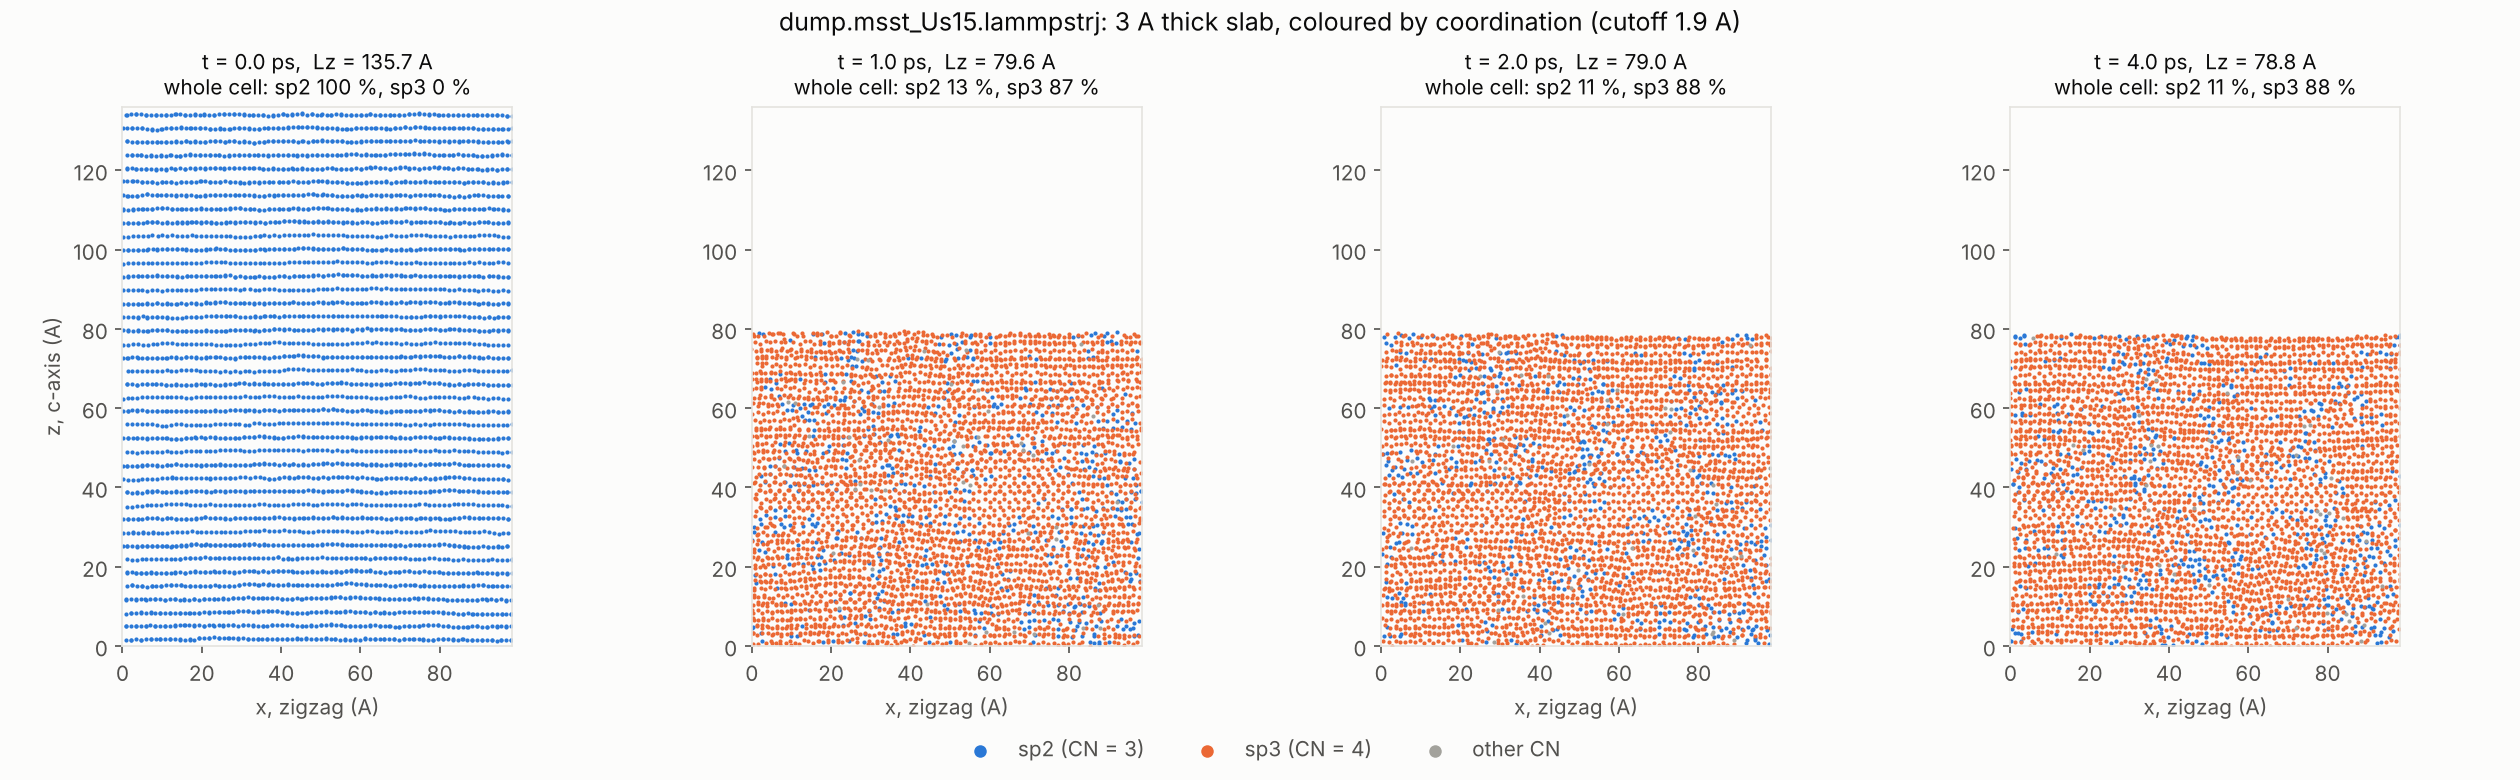 dump.msst_Us15.lammpstrj: 3 A thick slab, coloured by coordination (cutoff 1.9 A)
t = 0.0 ps, Lz = 135.7 A
whole cell: sp2 100 %, sp3 0 %
t = 1.0 ps, Lz = 79.6 A
whole cell: sp2 13 %, sp3 87 %
t = 2.0 ps, Lz = 79.0 A
whole cell: sp2 11 %, sp3 88 %
t = 4.0 ps, Lz = 78.8 A
whole cell: sp2 11 %, sp3 88 %
z, c-axis (A)
120
100
80
60
40
20
0
0 20 40 60 80
x, zigzag (A)
120
100
80
60
40
20
0
0 20 40 60 80
x, zigzag (A)
120
100
80
60
40
20
0
0 20 40 60 80
x, zigzag (A)
120
100
80
60
40
20
0
0 20 40 60 80
x, zigzag (A)
sp2 (CN = 3)
sp3 (CN = 4)
other CN